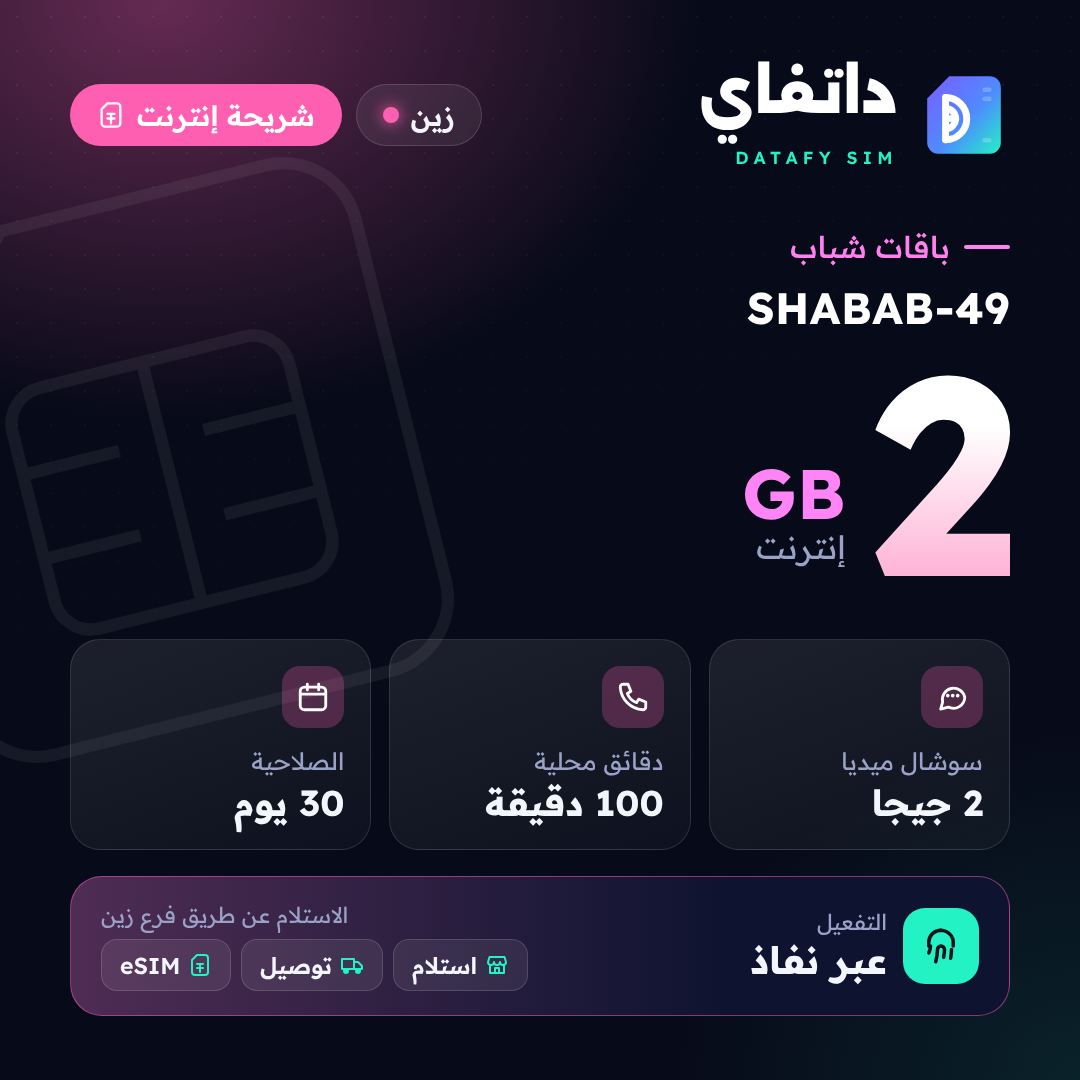 داتفاي
DATAFY SIM
زين
شريحة إنترنت
باقات شباب
SHABAB-49
2
GB
إنترنت
سوشال ميديا
2 جيجا
دقائق محلية
100 دقيقة
الصلاحية
30 يوم
التفعيل
عبر نفاذ
الاستلام عن طريق فرع زين
استلام
توصيل
eSIM